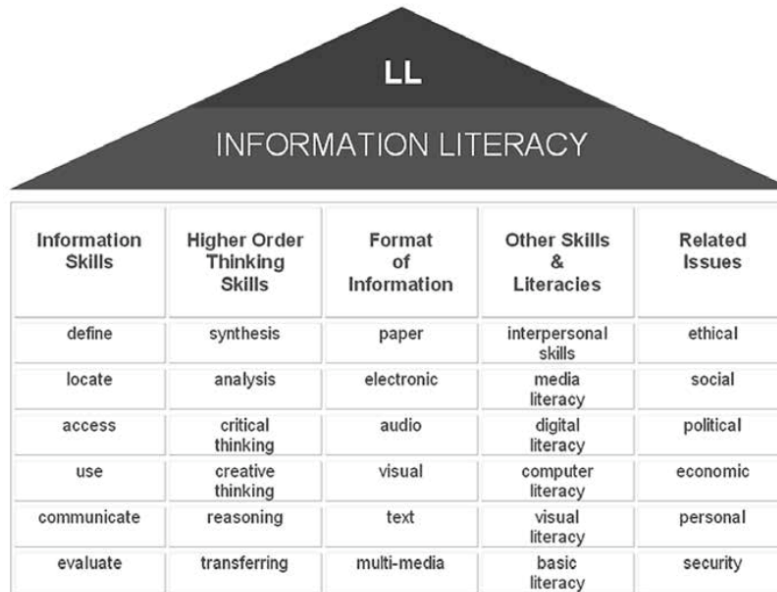 LL
INFORMATION LITERACY
Information Skills
Higher Order Thinking Skills
Format of Information
Other Skills & Literacies
Related Issues
define synthesis paper interpersonal skills ethical
locate analysis electronic media literacy social
access critical thinking audio digital literacy political
use creative thinking visual computer literacy economic
communicate reasoning text visual literacy personal
evaluate transferring multi-media basic literacy security